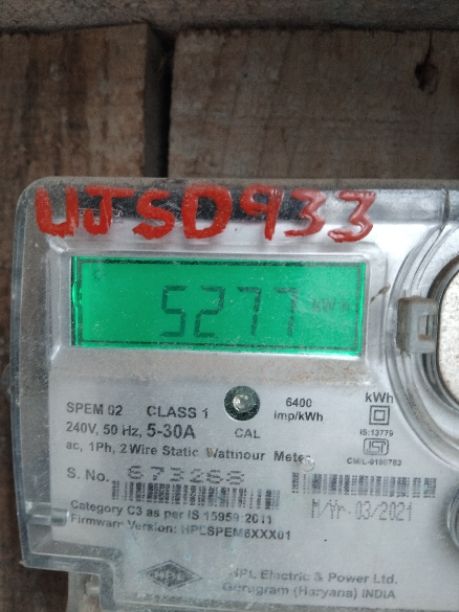 UJSD933
5277 kWh
SPEM 02 CLASS 1 6400 kWh
240V, 50 Hz, 5-30A CAL imp/kWh
IS:13779
ac, 1Ph, 2 Wire Static Watthour Meter
S. No. 673268
Category C3 as per IS 15959:2011
M/Yr 03/2021
Firmware Version: HPLSPEM6XXX01
HPL Electric & Power Ltd.
Gurugram (Haryana) INDIA